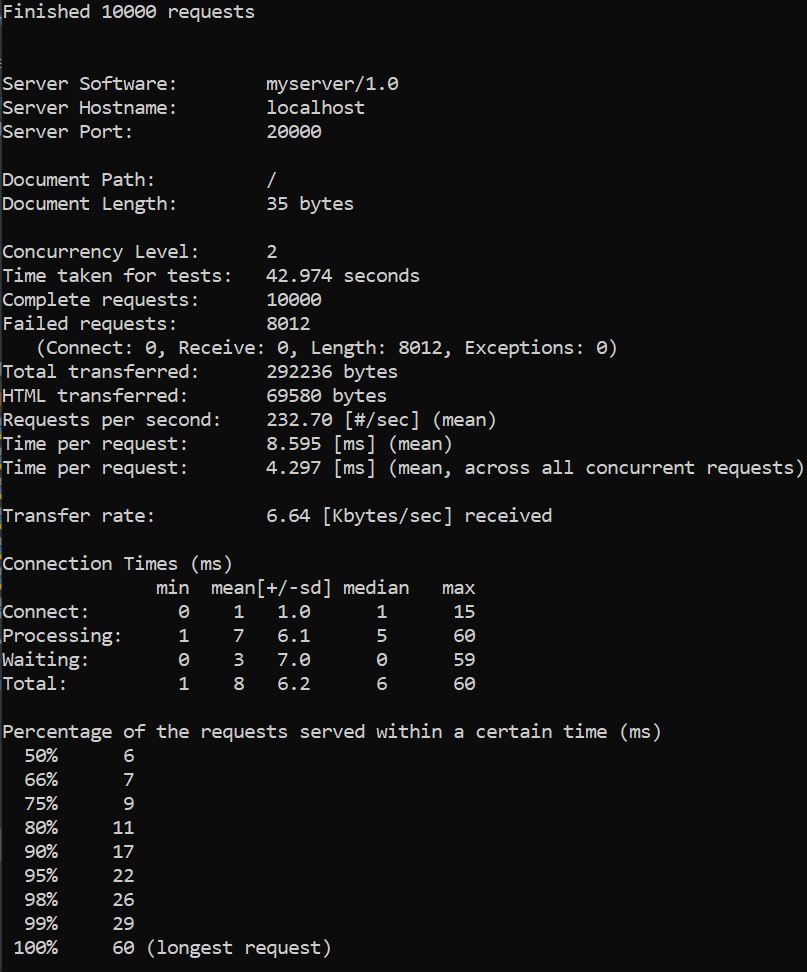 Finished 10000 requests
Server Software: myserver/1.0
Server Hostname: localhost
Server Port: 20000
Document Path: /
Document Length: 35 bytes
Concurrency Level: 2
Time taken for tests: 42.974 seconds
Complete requests: 10000
Failed requests: 8012
(Connect: 0, Receive: 0, Length: 8012, Exceptions: 0)
Total transferred: 292236 bytes
HTML transferred: 69580 bytes
Requests per second: 232.70 [#/sec] (mean)
Time per request: 8.595 [ms] (mean)
Time per request: 4.297 [ms] (mean, across all concurrent requests)
Transfer rate: 6.64 [Kbytes/sec] received
Connection Times (ms)
min mean[+/-sd] median max
Connect: 0 1 1.0 1 15
Processing: 1 7 6.1 5 60
Waiting: 0 3 7.0 0 59
Total: 1 8 6.2 6 60
Percentage of the requests served within a certain time (ms)
50% 6
66% 7
75% 9
80% 11
90% 17
95% 22
98% 26
99% 29
100% 60 (longest request)